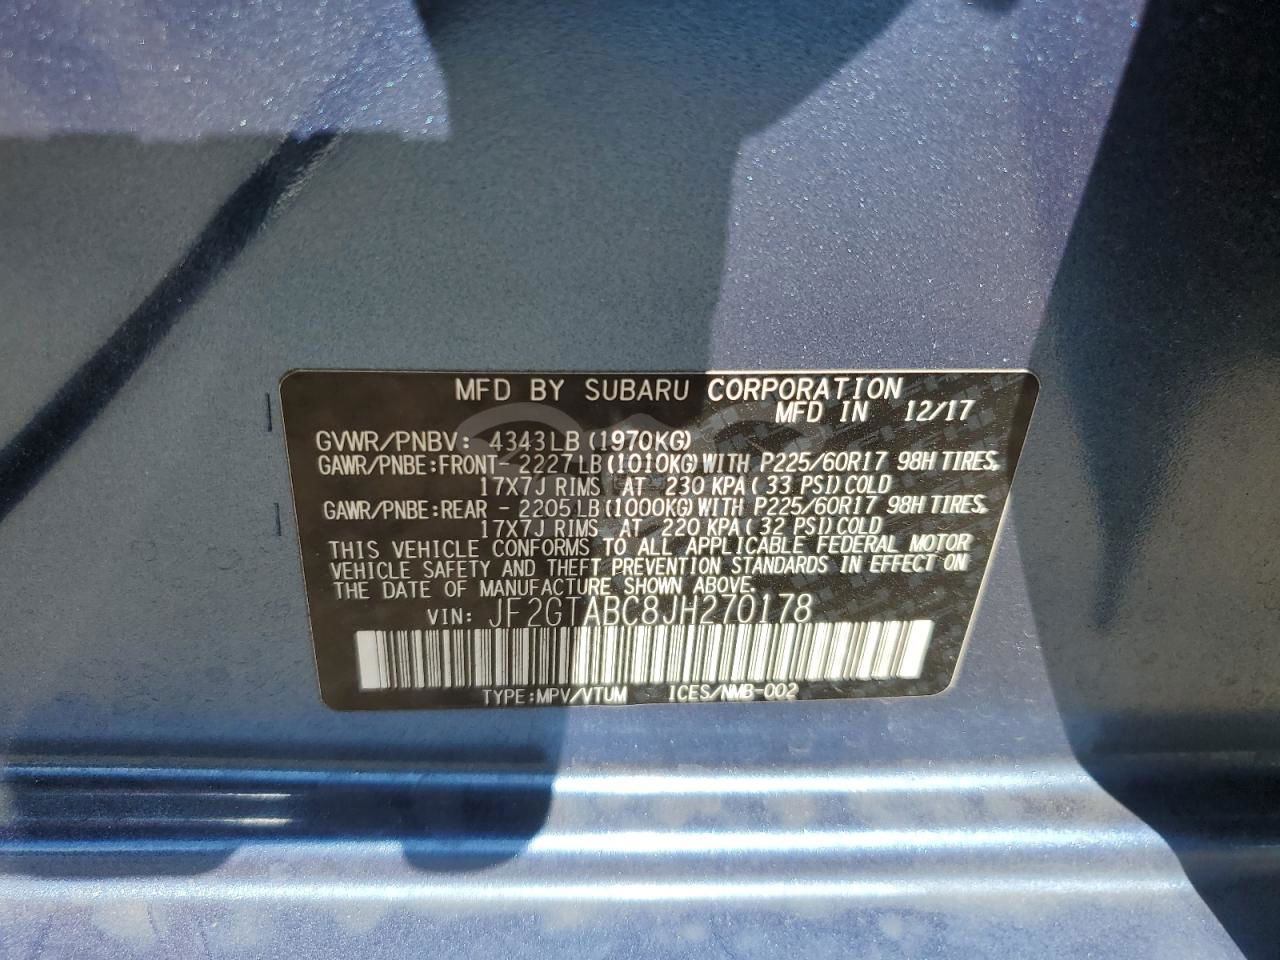 MFD BY SUBARU CORPORATION
MFD IN 12/17
GVWR/PNBV: 4343LB(1970KG)
GAWR/PNBE:FRONT- 2227LB(1010KG)WITH P225/60R17 98H TIRES,
17X7J RIMS AT 230 KPA(33 PSI)COLD
GAWR/PNBE:REAR - 2205LB(1000KG)WITH P225/60R17 98H TIRES,
17X7J RIMS AT 220 KPA(32 PSI)COLD
THIS VEHICLE CONFORMS TO ALL APPLICABLE FEDERAL MOTOR
VEHICLE SAFETY AND THEFT PREVENTION STANDARDS IN EFFECT ON
THE DATE OF MANUFACTURE SHOWN ABOVE.
VIN: JF2GTABC8JH270178
TYPE:MPV/VTUM ICES/NMB-002